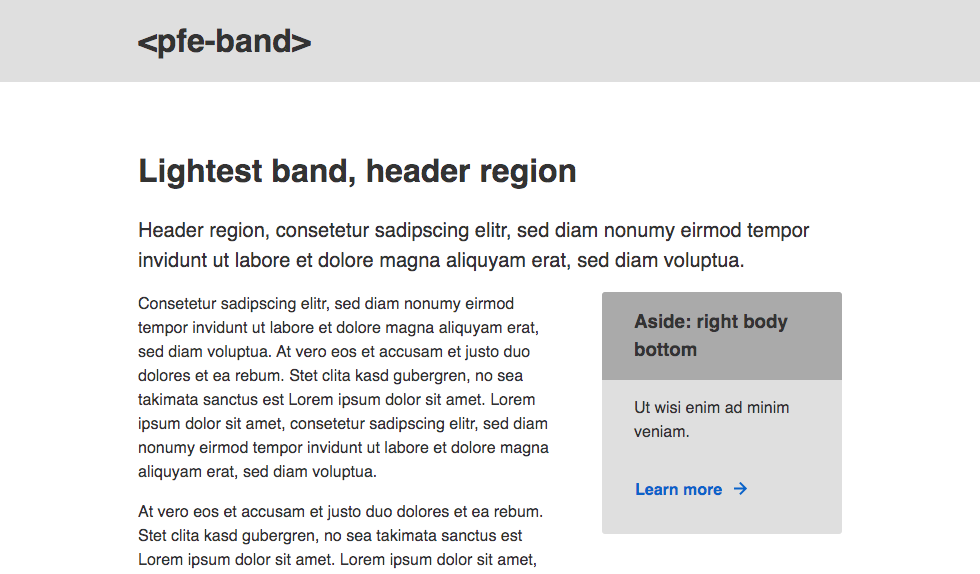 <pfe-band>
Lightest band, header region
Header region, consetetur sadipscing elitr, sed diam nonumy eirmod tempor
invidunt ut labore et dolore magna aliquyam erat, sed diam voluptua.
Consetetur sadipscing elitr, sed diam nonumy eirmod
tempor invidunt ut labore et dolore magna aliquyam erat,
sed diam voluptua. At vero eos et accusam et justo duo
dolores et ea rebum. Stet clita kasd gubergren, no sea
takimata sanctus est Lorem ipsum dolor sit amet. Lorem
ipsum dolor sit amet, consetetur sadipscing elitr, sed diam
nonumy eirmod tempor invidunt ut labore et dolore magna
aliquyam erat, sed diam voluptua.
At vero eos et accusam et justo duo dolores et ea rebum.
Stet clita kasd gubergren, no sea takimata sanctus est
Lorem ipsum dolor sit amet. Lorem ipsum dolor sit amet,
Aside: right body
bottom
Ut wisi enim ad minim
veniam.
Learn more →